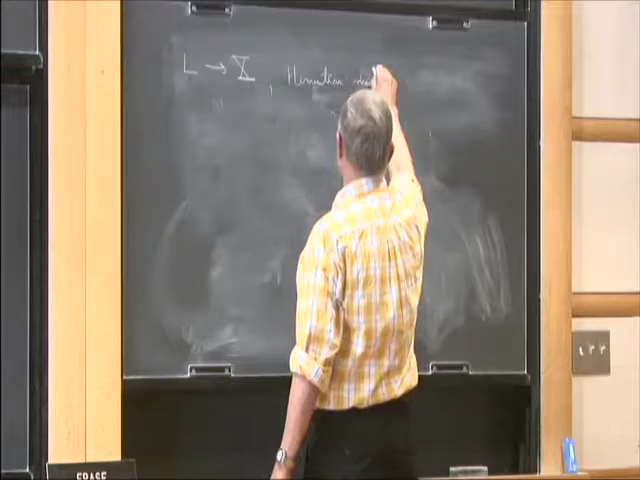 L → X, Hermitian
ERASE